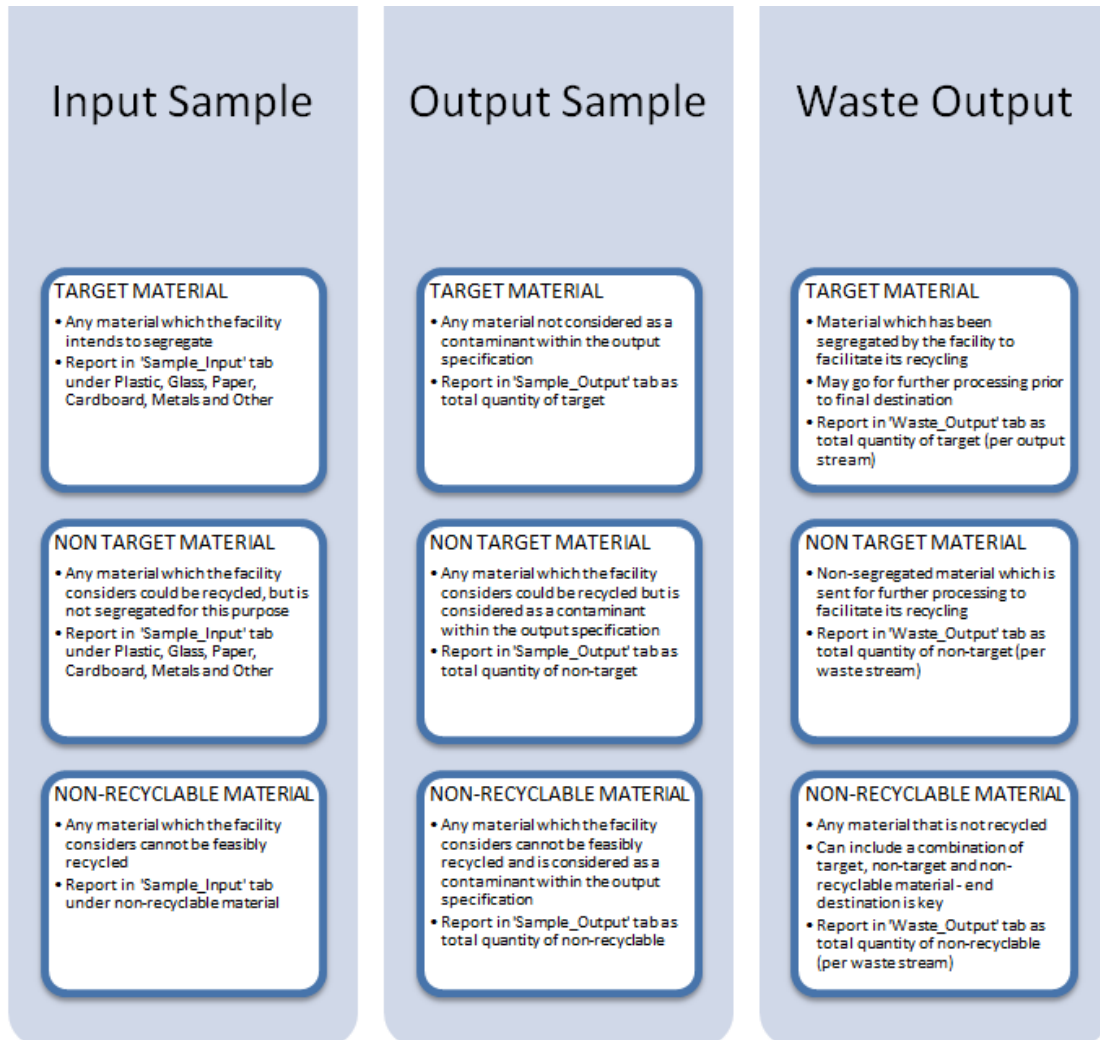 Input Sample
TARGET MATERIAL
• Any material which the facility
intends to segregate
• Report in 'Sample_Input' tab
under Plastic, Glass, Paper,
Cardboard, Metals and Other
NON TARGET MATERIAL
• Any material which the facility
considers could be recycled, but is
not segregated for this purpose
• Report in 'Sample_Input' tab
under Plastic, Glass, Paper,
Cardboard, Metals and Other
NON-RECYCLABLE MATERIAL
• Any material which the facility
considers cannot be feasibly
recycled
• Report in 'Sample_Input' tab
under non-recyclable material
Output Sample
TARGET MATERIAL
• Any material not considered as a
contaminant within the output
specification
• Report in 'Sample_Output' tab as
total quantity of target
NON TARGET MATERIAL
• Any material which the facility
considers could be recycled but is
considered as a contaminant
within the output specification
• Report in 'Sample_Output' tab as
total quantity of non-target
NON-RECYCLABLE MATERIAL
• Any material which the facility
considers cannot be feasibly
recycled and is considered as a
contaminant within the output
specification
• Report in 'Sample_Output' tab as
total quantity of non-recyclable
Waste Output
TARGET MATERIAL
• Material which has been
segregated by the facility to
facilitate its recycling
• May go for further processing prior
to final destination
• Report in 'Waste_Output' tab as
total quantity of target (per output
stream)
NON TARGET MATERIAL
• Non-segregated material which is
sent for further processing to
facilitate its recycling
• Report in 'Waste_Output' tab as
total quantity of non-target (per
waste stream)
NON-RECYCLABLE MATERIAL
• Any material that is not recycled
• Can include a combination of
target, non-target and non-
recyclable material - end
destination is key
• Report in 'Waste_Output' tab as
total quantity of non-recyclable
(per waste stream)